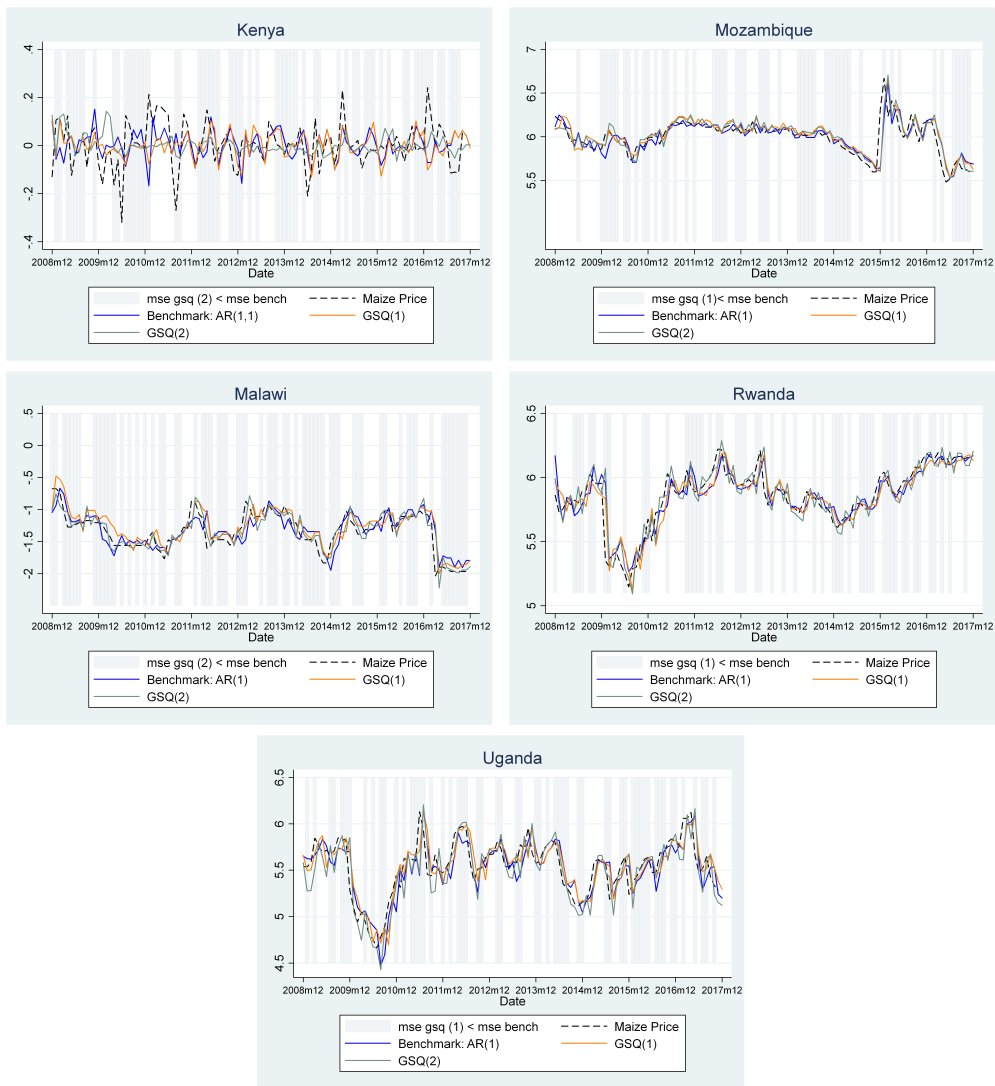 Kenya
.4
.2
0
-.2
-.4
2008m12 2009m12 2010m12 2011m12 2012m12 2013m12 2014m12 2015m12 2016m12 2017m12
Date
mse gsq (2) < mse bench Maize Price
Benchmark: AR(1,1) GSQ(1)
GSQ(2)
Mozambique
7
6.5
6
5.5
2008m12 2009m12 2010m12 2011m12 2012m12 2013m12 2014m12 2015m12 2016m12 2017m12
Date
mse gsq (1)< mse bench Maize Price
Benchmark: AR(1) GSQ(1)
GSQ(2)
Malawi
.5
0
-.5
-1
-1.5
-2
2008m12 2009m12 2010m12 2011m12 2012m12 2013m12 2014m12 2015m12 2016m12 2017m12
Date
mse gsq (2) < mse bench Maize Price
Benchmark: AR(1) GSQ(1)
GSQ(2)
Rwanda
6.5
6
5.5
5
2008m12 2009m12 2010m12 2011m12 2012m12 2013m12 2014m12 2015m12 2016m12 2017m12
Date
mse gsq (1) < mse bench Maize Price
Benchmark: AR(1) GSQ(1)
GSQ(2)
Uganda
6.5
6
5.5
5
4.5
2008m12 2009m12 2010m12 2011m12 2012m12 2013m12 2014m12 2015m12 2016m12 2017m12
Date
mse gsq (1) < mse bench Maize Price
Benchmark: AR(1) GSQ(1)
GSQ(2)